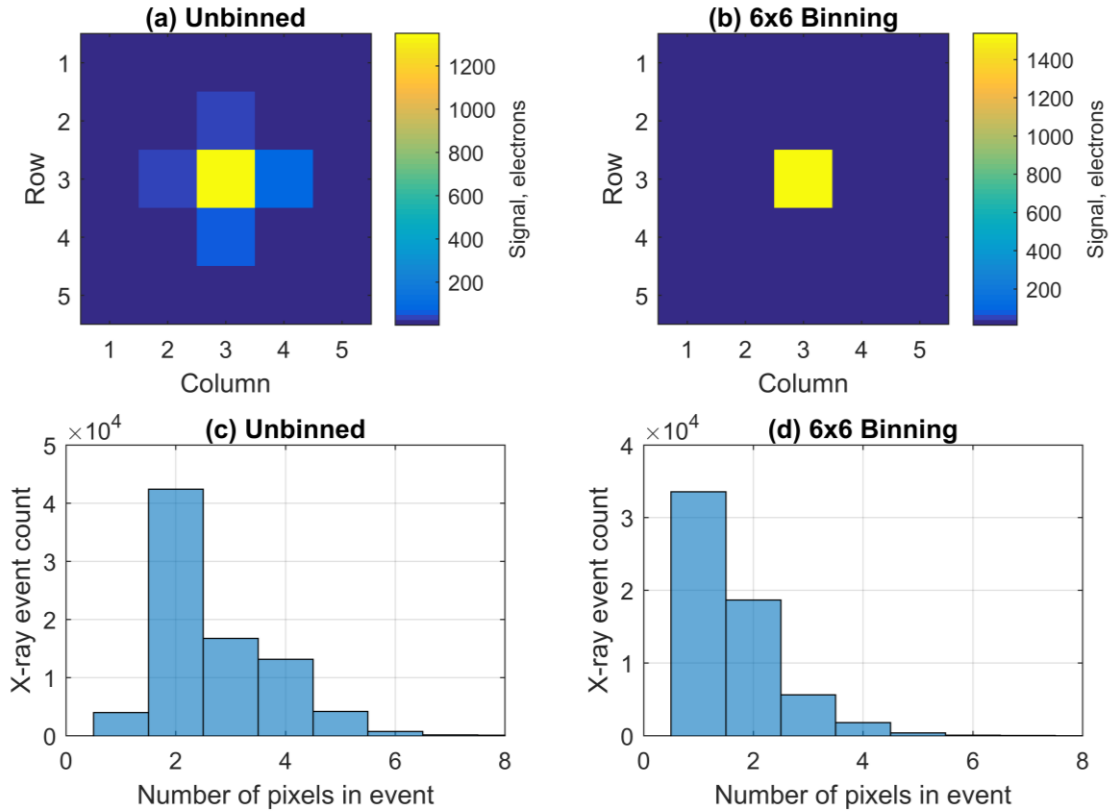 (a) Unbinned
1
2
3
4
5
Row
1 2 3 4 5
Column
1200
1000
800
600
400
200
Signal, electrons
(b) 6x6 Binning
1
2
3
4
5
Row
1 2 3 4 5
Column
1400
1200
1000
800
600
400
200
Signal, electrons
×10⁴
(c) Unbinned
5
4
3
2
1
0
X-ray event count
0 2 4 6 8
Number of pixels in event
×10⁴
(d) 6x6 Binning
4
3
2
1
0
X-ray event count
0 2 4 6 8
Number of pixels in event